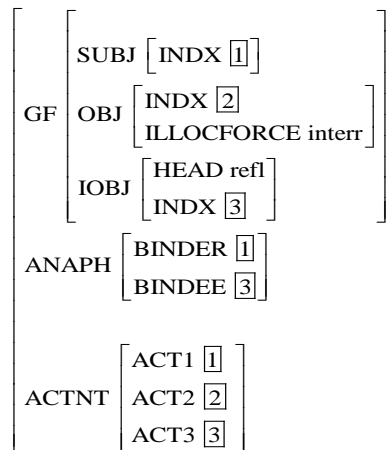 SUBJ [INDX 1]
INDX 2
GF OBJ
ILLOCFORCE interr
HEAD refl
IOBJ
INDX 3
BINDER 1
ANAPH
BINDEE 3
ACT1 1
ACTNT ACT2 2
ACT3 3